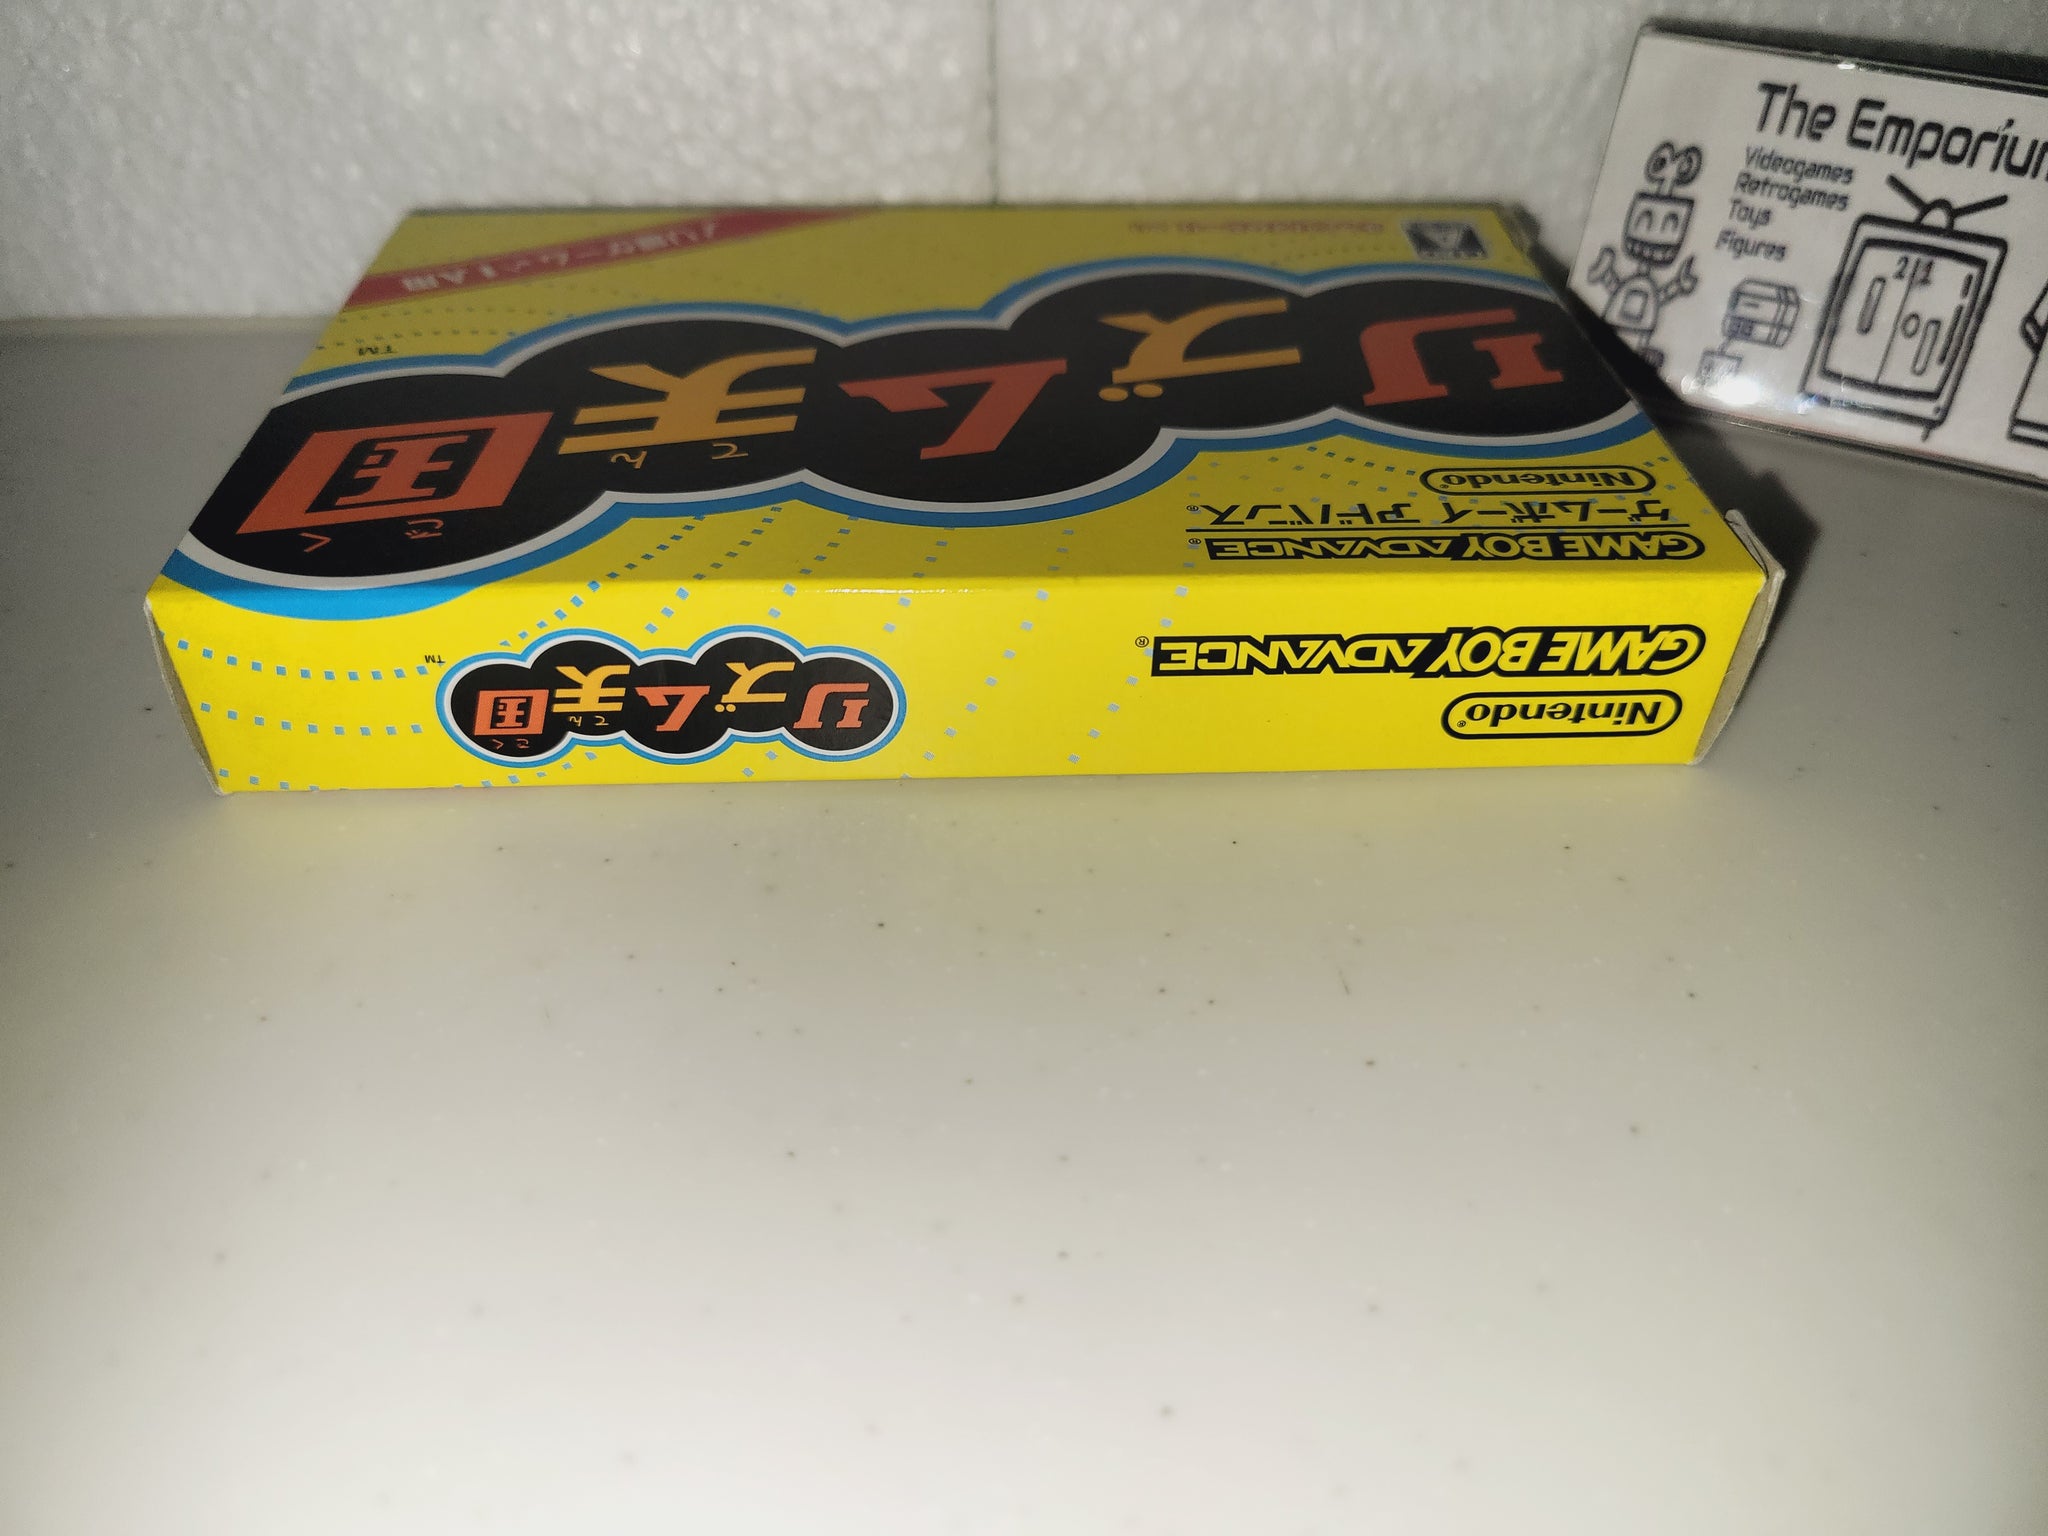 The Emporium
Videogames
Retrogames
Toys
Figures
2 1
GAME BOY ADVANCE®
ゲームボーイアドバンス®
Nintendo
リズム天国
てん ごく
TM
A
Nintendo®
GAME BOY ADVANCE®
リズム天国
てん ごく
TM